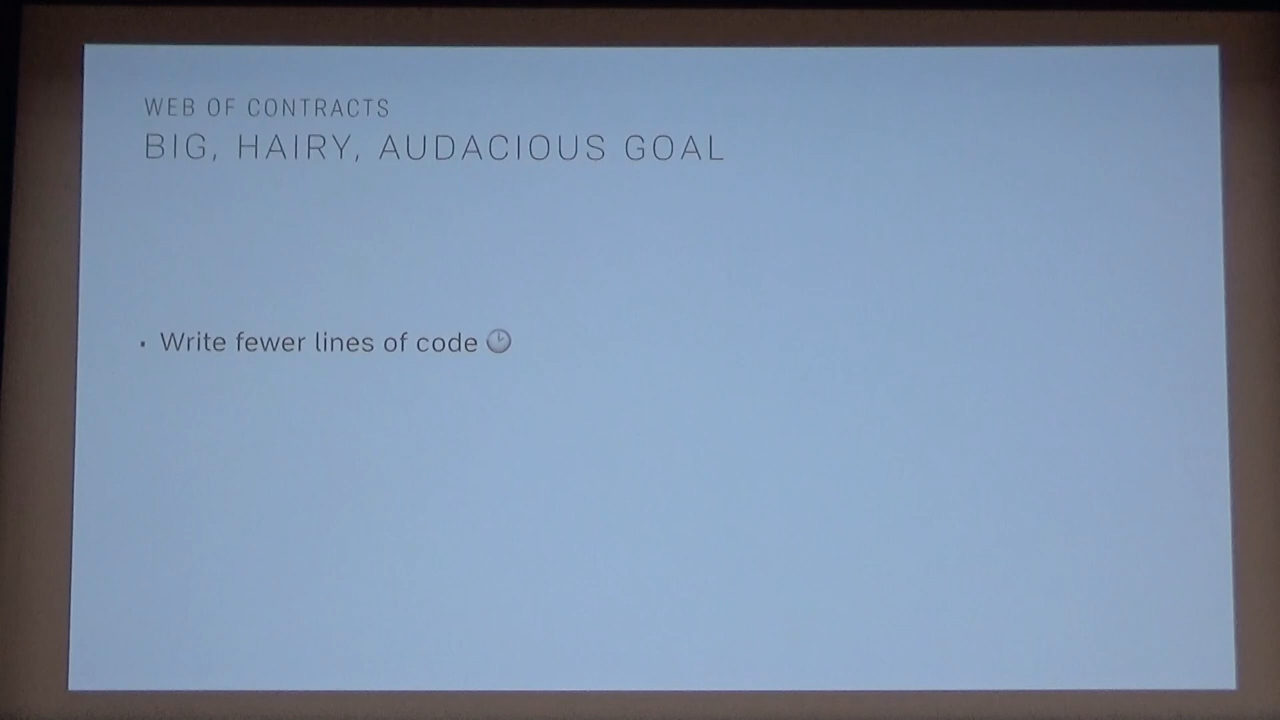 WEB OF CONTRACTS
BIG, HAIRY, AUDACIOUS GOAL
· Write fewer lines of code 🕑